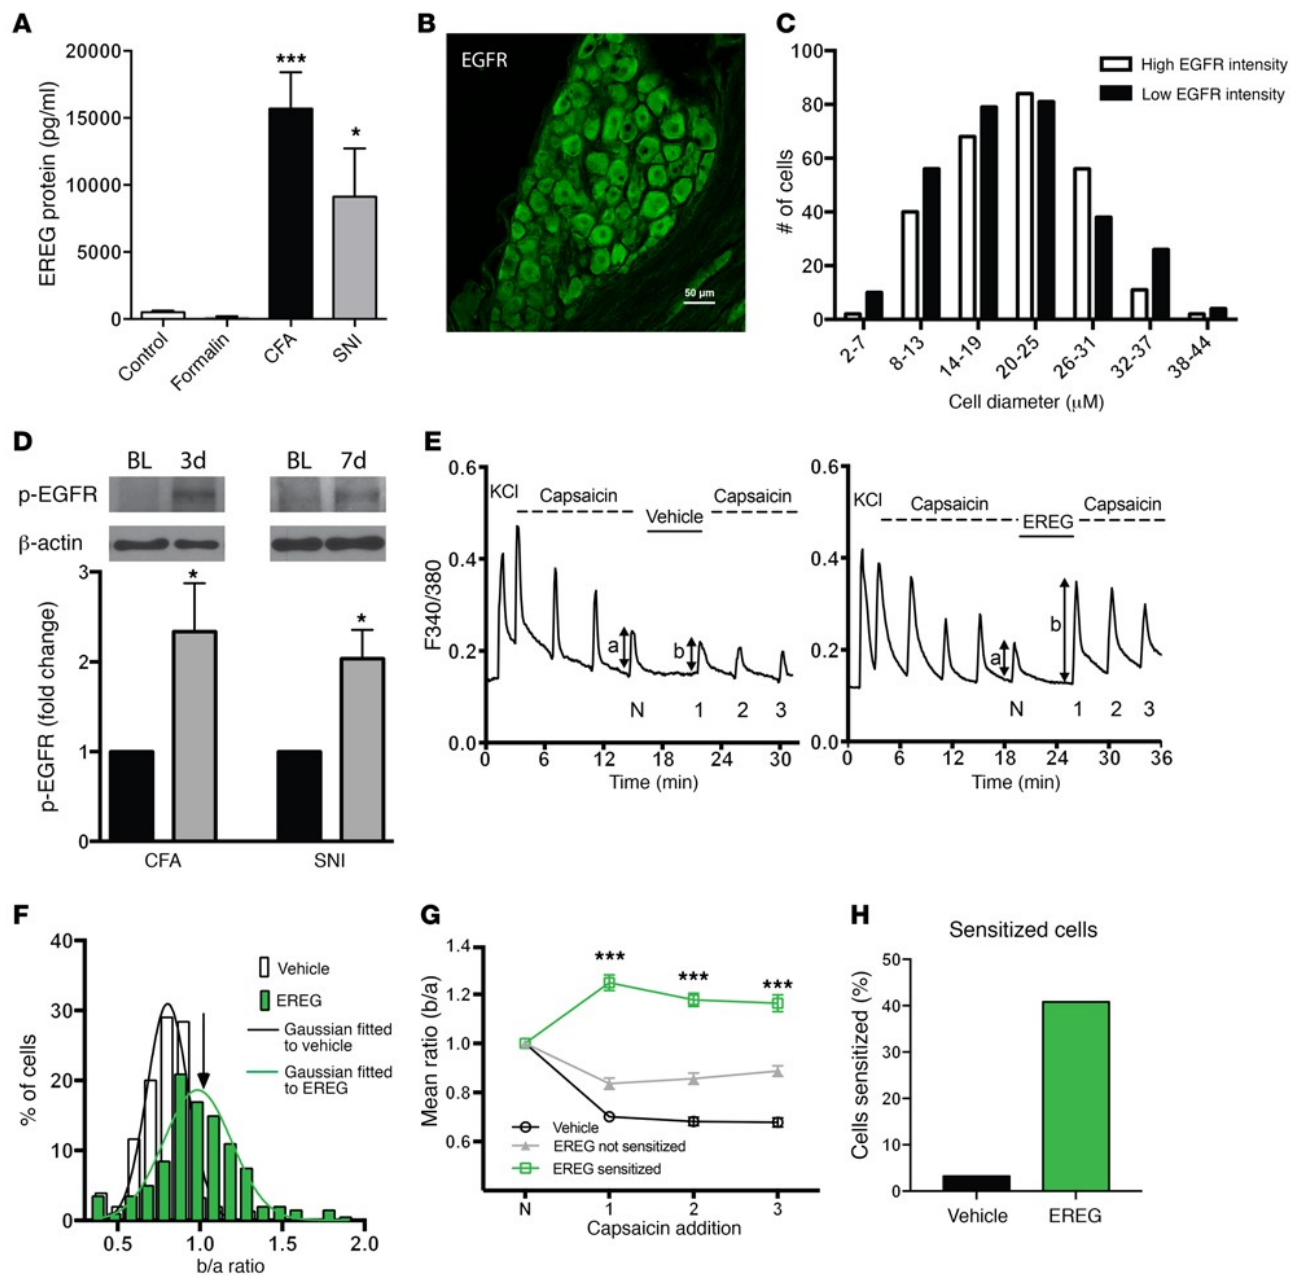 A
EREG protein (pg/ml)
20000
15000
10000
5000
0
***
*
Control
Formalin
CFA
SNI
B
EGFR
50 µm
C
# of cells
100
80
60
40
20
0
High EGFR intensity
Low EGFR intensity
2-7
8-13
14-19
20-25
26-31
32-37
38-44
Cell diameter (µM)
D
BL 3d BL 7d
p-EGFR
β-actin
p-EGFR (fold change)
3
2
1
0
*
*
CFA
SNI
E
F340/380
0.6
0.4
0.2
0.0
KCl
Capsaicin
Vehicle
Capsaicin
a
b
N 1 2 3
0 6 12 18 24 30
Time (min)
0.6
0.4
0.2
0.0
KCl
Capsaicin
EREG
Capsaicin
a
b
N 1 2 3
0 6 12 18 24 30 36
Time (min)
F
% of cells
40
30
20
10
0
Vehicle
EREG
Gaussian fitted
to vehicle
Gaussian fitted
to EREG
0.5 1.0 1.5 2.0
b/a ratio
G
Mean ratio (b/a)
1.4
1.2
1.0
0.8
0.6
*** *** ***
Vehicle
EREG not sensitized
EREG sensitized
N 1 2 3
Capsaicin addition
H
Sensitized cells
Cells sensitized (%)
50
40
30
20
10
0
Vehicle
EREG